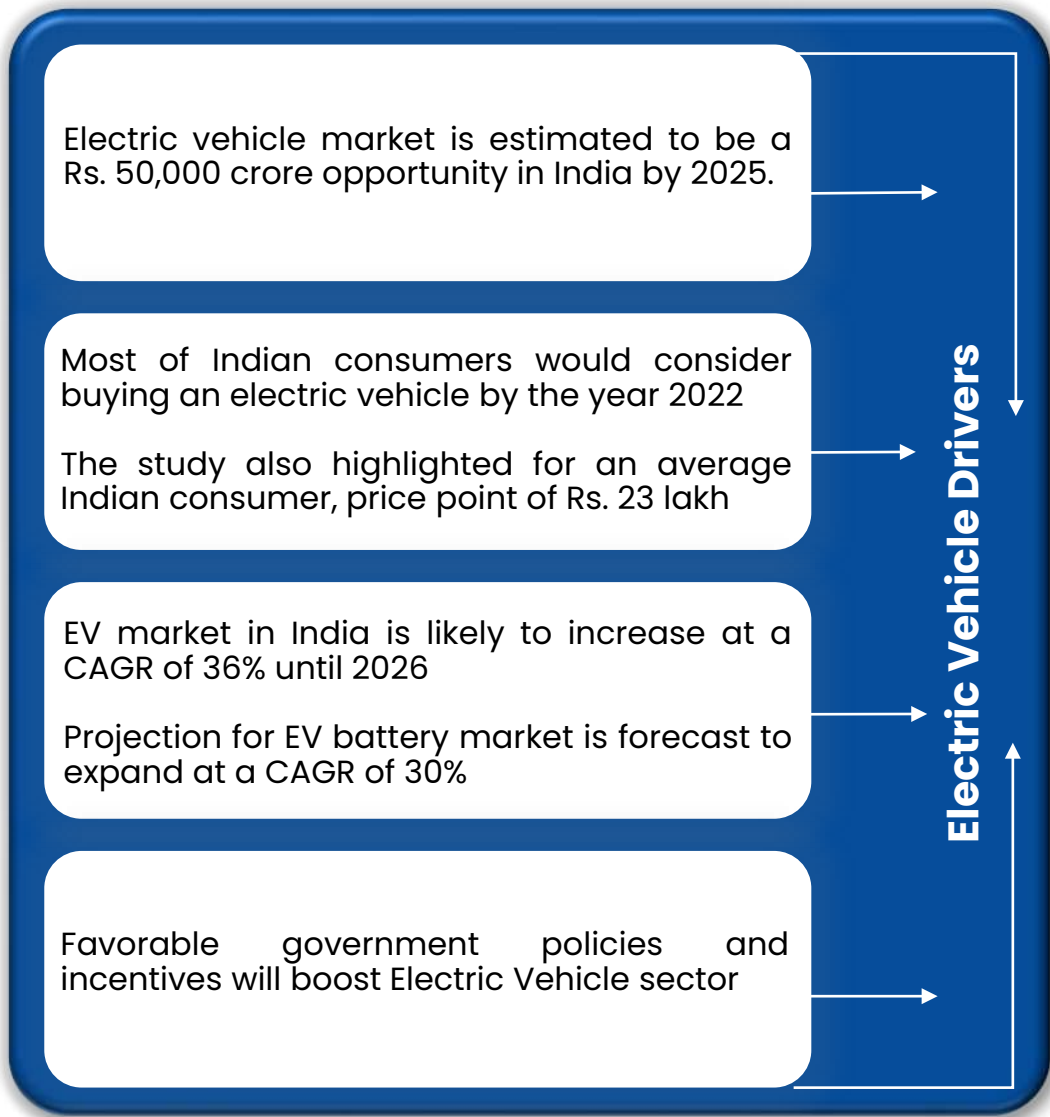 Electric vehicle market is estimated to be a
Rs. 50,000 crore opportunity in India by 2025.
Most of Indian consumers would consider
buying an electric vehicle by the year 2022
The study also highlighted for an average
Indian consumer, price point of Rs. 23 lakh
EV market in India is likely to increase at a
CAGR of 36% until 2026
Projection for EV battery market is forecast to
expand at a CAGR of 30%
Favorable government policies and
incentives will boost Electric Vehicle sector
Electric Vehicle Drivers